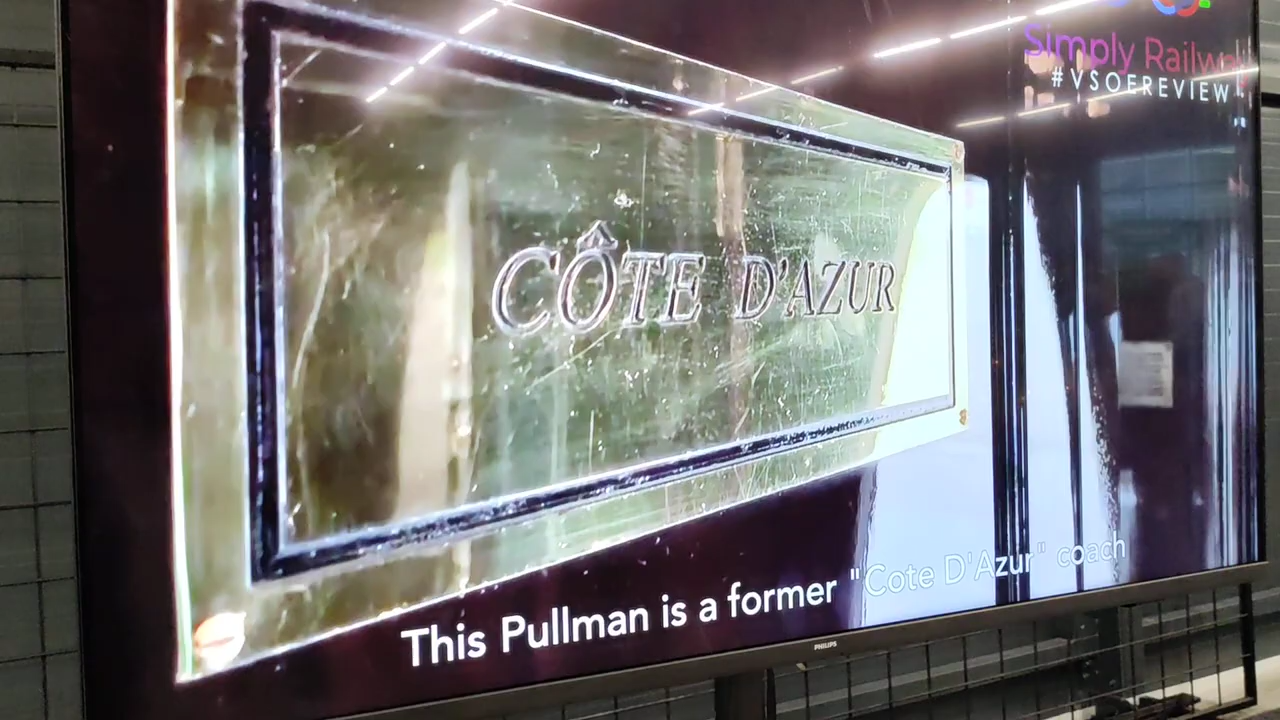 Simply Railway
#VSOEREVIEW
CÔTE D'AZUR
This Pullman is a former "Cote D'Azur" coach
PHILIPS